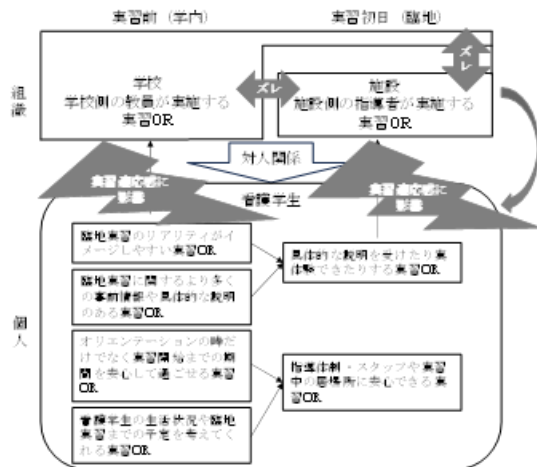 実習前（学内）
実習初日（臨地）
組織
学校
学校側の教員が実施する
実習OR
ズレ
施設
施設側の指導者が実施する
実習OR
ズレ
対人関係
実習適応感に
影響
実習適応感に
影響
看護学生
個人
臨地実習のリアリティがイ
メージしやすい実習OR
臨地実習に関するより多く
の事前情報や具体的な説明
のある実習OR
オリエンテーションの時だ
けでなく実習開始までの期
間を安心して過ごせる実習
OR
看護学生の生活状況や臨地
実習までの予定を考えてく
れる実習OR
具体的な説明を受けたり実
体験できたりする実習OR
指導体制・スタッフや実習
中の居場所に安心できる実
習OR